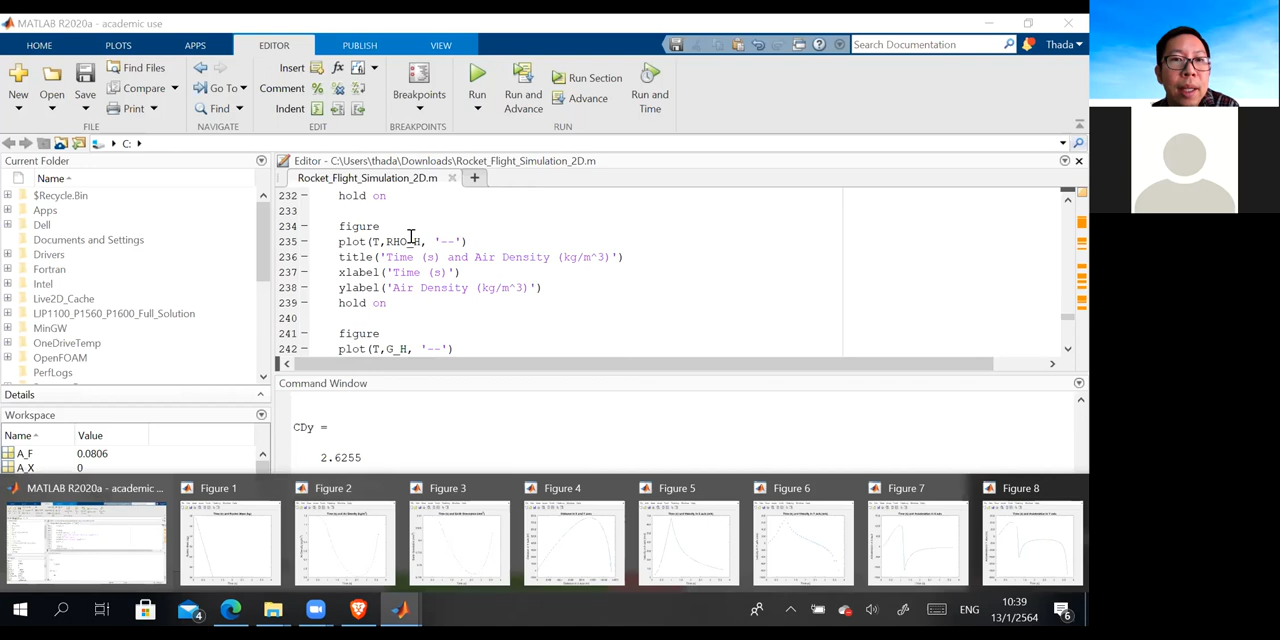 MATLAB R2020a - academic use
HOME PLOTS APPS EDITOR PUBLISH VIEW
Search Documentation
Thada
New Open Save
Find Files
Compare
Print
Go To
Find
Insert
Comment
Indent
Breakpoints
Run
Run and Advance
Run Section
Advance
Run and Time
FILE NAVIGATE EDIT BREAKPOINTS RUN
C:
Current Folder
Name
$Recycle.Bin
Apps
Dell
Documents and Settings
Drivers
Fortran
Intel
Live2D_Cache
LJP1100_P1560_P1600_Full_Solution
MinGW
OneDriveTemp
OpenFOAM
PerfLogs
Details
Workspace
Name Value
A_F 0.0806
A_X 0
Editor - C:\Users\thada\Downloads\Rocket_Flight_Simulation_2D.m
Rocket_Flight_Simulation_2D.m
232 hold on
233
234 figure
235 plot(T,RHO_H, '--')
236 title('Time (s) and Air Density (kg/m^3)')
237 xlabel('Time (s)')
238 ylabel('Air Density (kg/m^3)')
239 hold on
240
241 figure
242 plot(T,G_H, '--')
Command Window
CDy =
2.6255
MATLAB R2020a - academic ...
Figure 1
Figure 2
Figure 3
Figure 4
Figure 5
Figure 6
Figure 7
Figure 8
4
ENG
10:39
13/1/2564
6